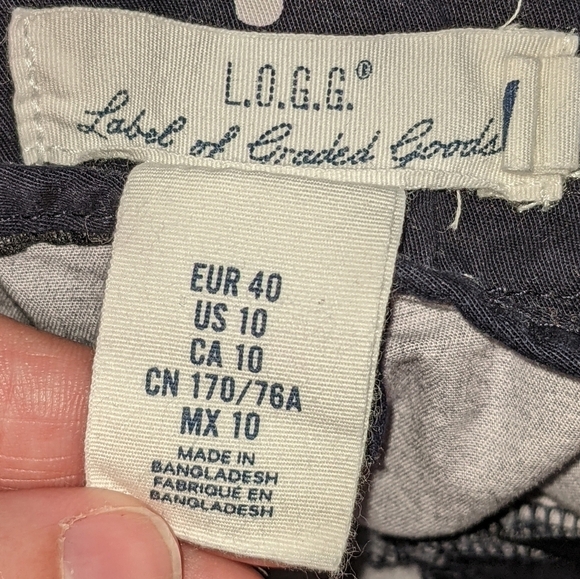 L.O.G.G.®
Label of Graded Goods
EUR 40
US 10
CA 10
CN 170/76A
MX 10
MADE IN
BANGLADESH
FABRIQUÉ EN
BANGLADESH